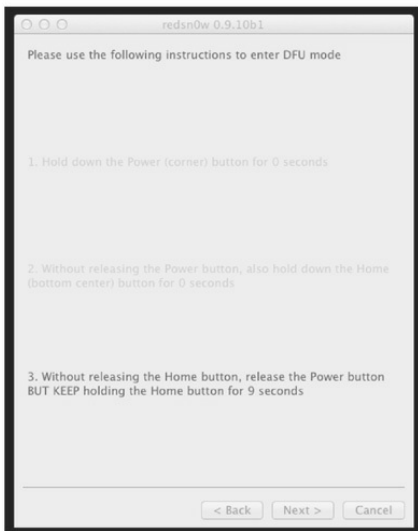 redsn0w 0.9.10b1
Please use the following instructions to enter DFU mode
1. Hold down the Power (corner) button for 0 seconds
2. Without releasing the Power button, also hold down the Home
(bottom center) button for 0 seconds
3. Without releasing the Home button, release the Power button
BUT KEEP holding the Home button for 9 seconds
< Back Next > Cancel